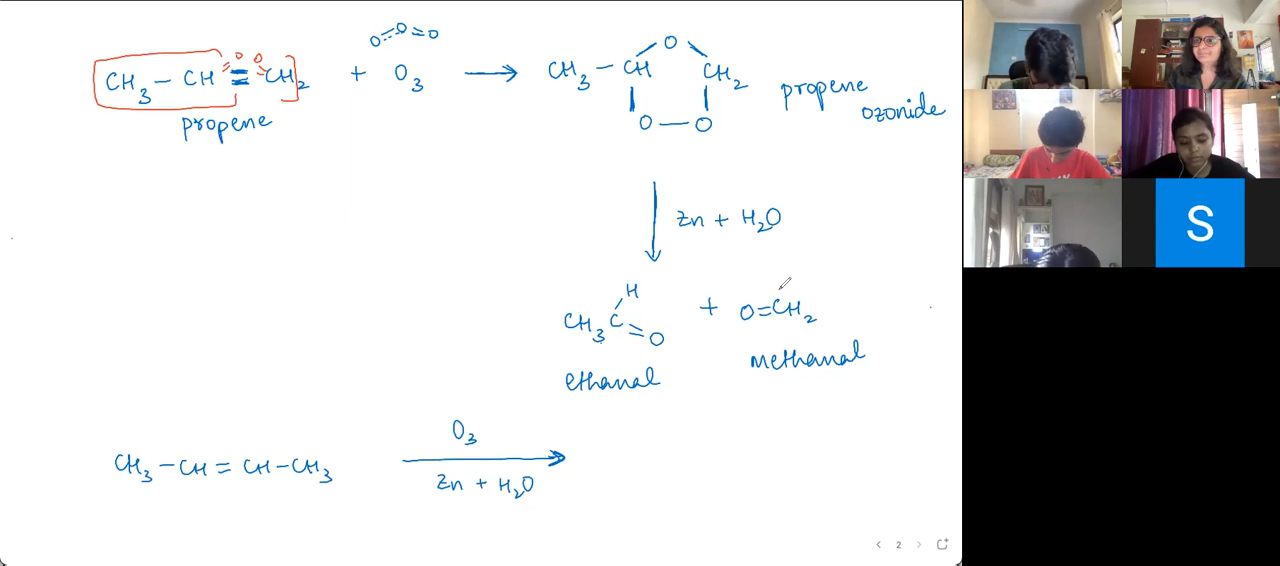 O=O=O
CH3 - CH = CH2 + O3 → CH3 - CH O CH2 O - O propene ozonide
O O
propene
Zn + H2O
CH3 C H = O + O=CH2
ethanal methanal
O3
CH3 - CH = CH - CH3 →
Zn + H2O
S
2